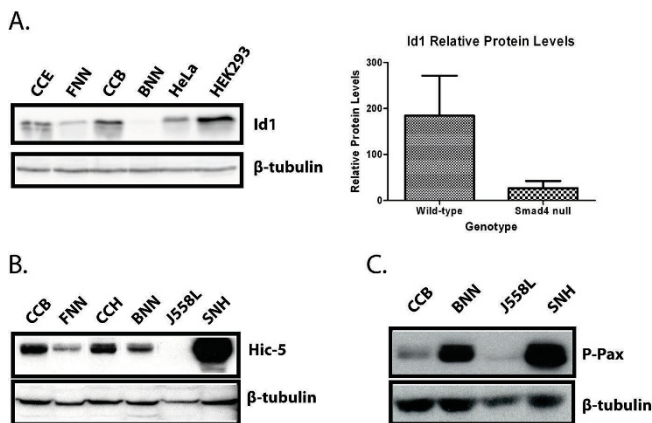 A.
CCE FNN CCB BNN HeLa HEK293
Id1
β-tubulin
Id1 Relative Protein Levels
Relative Protein Levels
300
200
100
0
Wild-type Smad4 null
Genotype
B.
CCB FNN CCH BNN J558L SNH
Hic-5
β-tubulin
C.
CCB BNN J558L SNH
P-Pax
β-tubulin